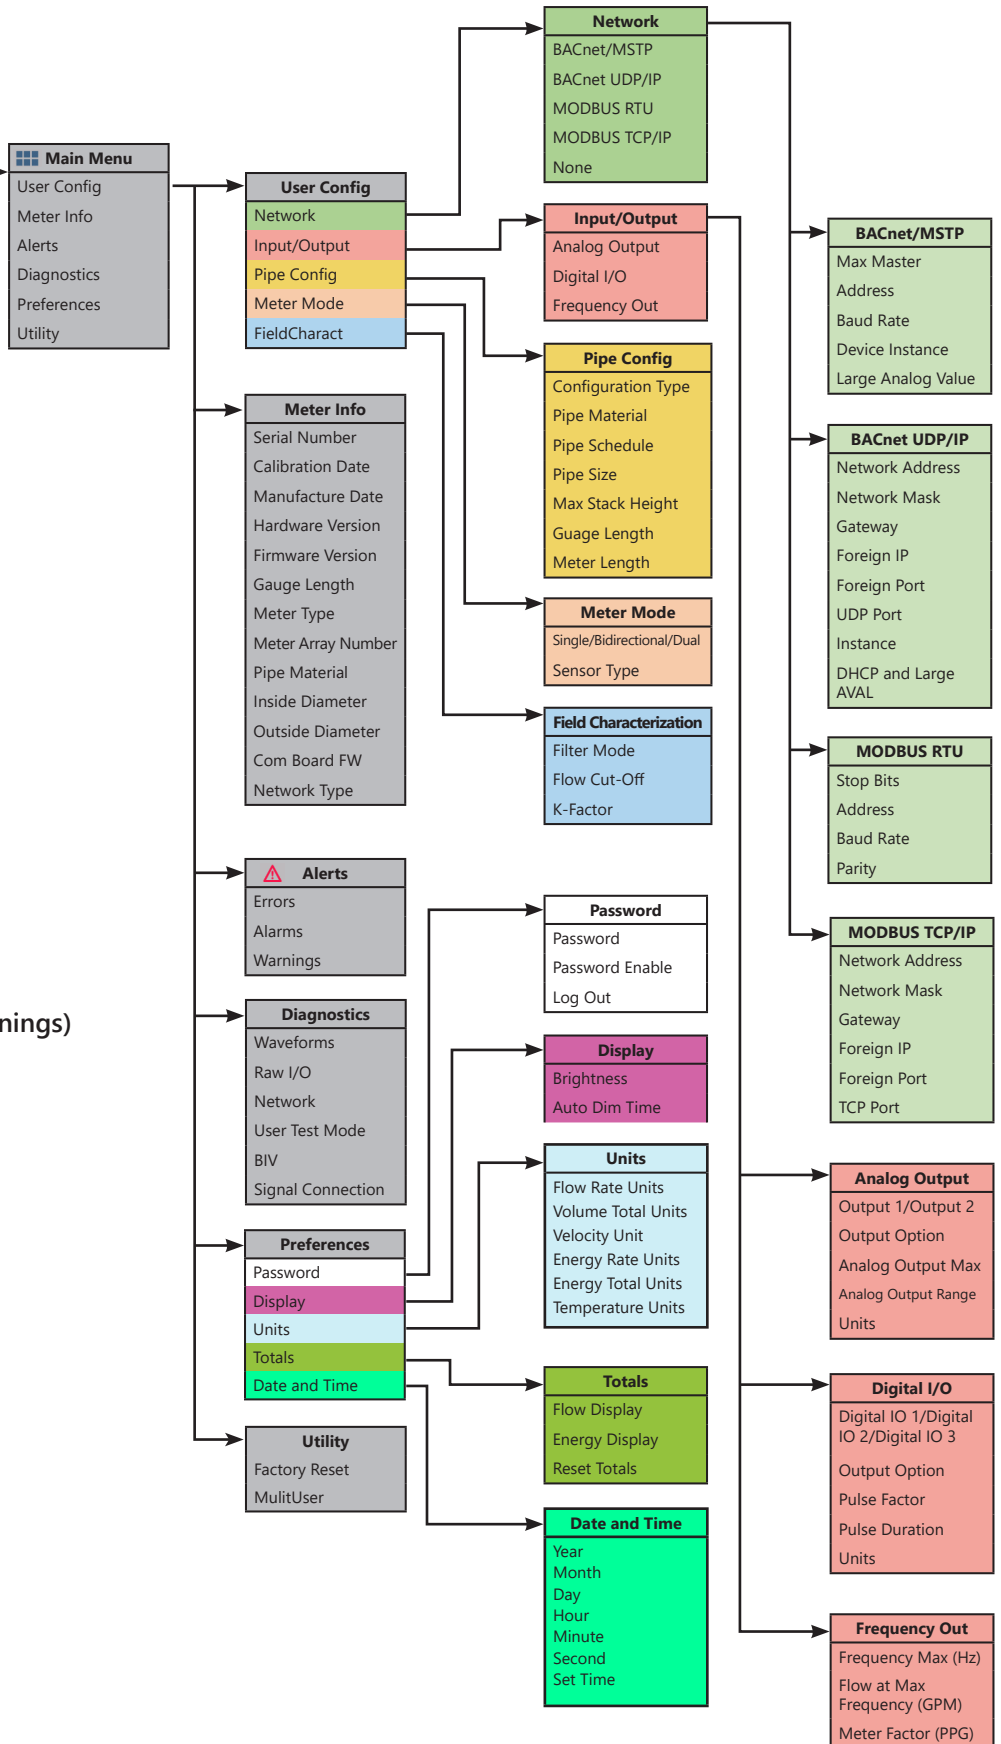 Main Menu
User Config
Meter Info
Alerts
Diagnostics
Preferences
Utility
User Config
Network
Input/Output
Pipe Config
Meter Mode
FieldCharact
Meter Info
Serial Number
Calibration Date
Manufacture Date
Hardware Version
Firmware Version
Gauge Length
Meter Type
Meter Array Number
Pipe Material
Inside Diameter
Outside Diameter
Com Board FW
Network Type
Alerts
Errors
Alarms
Warnings
nings)
Diagnostics
Waveforms
Raw I/O
Network
User Test Mode
BIV
Signal Connection
Preferences
Password
Display
Units
Totals
Date and Time
Utility
Factory Reset
MulitUser
Network
BACnet/MSTP
BACnet UDP/IP
MODBUS RTU
MODBUS TCP/IP
None
Input/Output
Analog Output
Digital I/O
Frequency Out
Pipe Config
Configuration Type
Pipe Material
Pipe Schedule
Pipe Size
Max Stack Height
Guage Length
Meter Length
Meter Mode
Single/Bidirectional/Dual
Sensor Type
Field Characterization
Filter Mode
Flow Cut-Off
K-Factor
Password
Password
Password Enable
Log Out
Display
Brightness
Auto Dim Time
Units
Flow Rate Units
Volume Total Units
Velocity Unit
Energy Rate Units
Energy Total Units
Temperature Units
Totals
Flow Display
Energy Display
Reset Totals
Date and Time
Year
Month
Day
Hour
Minute
Second
Set Time
BACnet/MSTP
Max Master
Address
Baud Rate
Device Instance
Large Analog Value
BACnet UDP/IP
Network Address
Network Mask
Gateway
Foreign IP
Foreign Port
UDP Port
Instance
DHCP and Large
AVAL
MODBUS RTU
Stop Bits
Address
Baud Rate
Parity
MODBUS TCP/IP
Network Address
Network Mask
Gateway
Foreign IP
Foreign Port
TCP Port
Analog Output
Output 1/Output 2
Output Option
Analog Output Max
Analog Output Range
Units
Digital I/O
Digital IO 1/Digital
IO 2/Digital IO 3
Output Option
Pulse Factor
Pulse Duration
Units
Frequency Out
Frequency Max (Hz)
Flow at Max
Frequency (GPM)
Meter Factor (PPG)